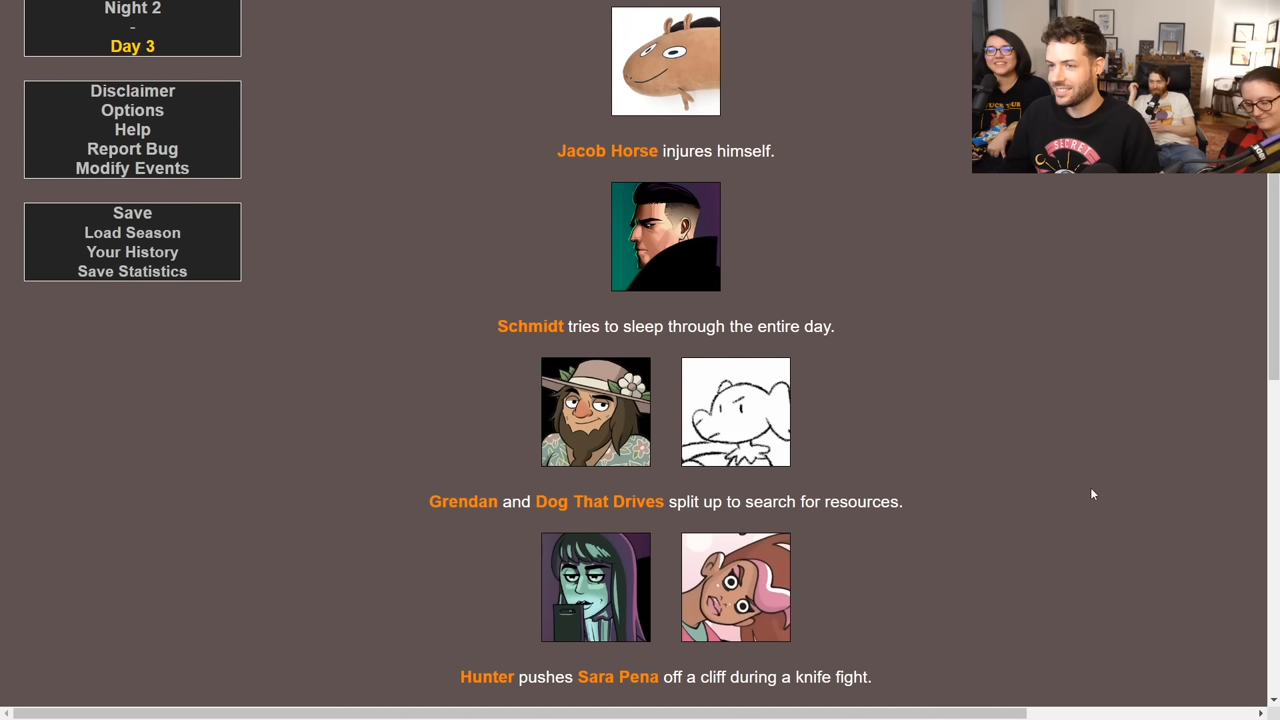 Night 2
-
Day 3
Disclaimer
Options
Help
Report Bug
Modify Events
Save
Load Season
Your History
Save Statistics
Jacob Horse injures himself.
Schmidt tries to sleep through the entire day.
Grendan and Dog That Drives split up to search for resources.
Hunter pushes Sara Pena off a cliff during a knife fight.
SECRET